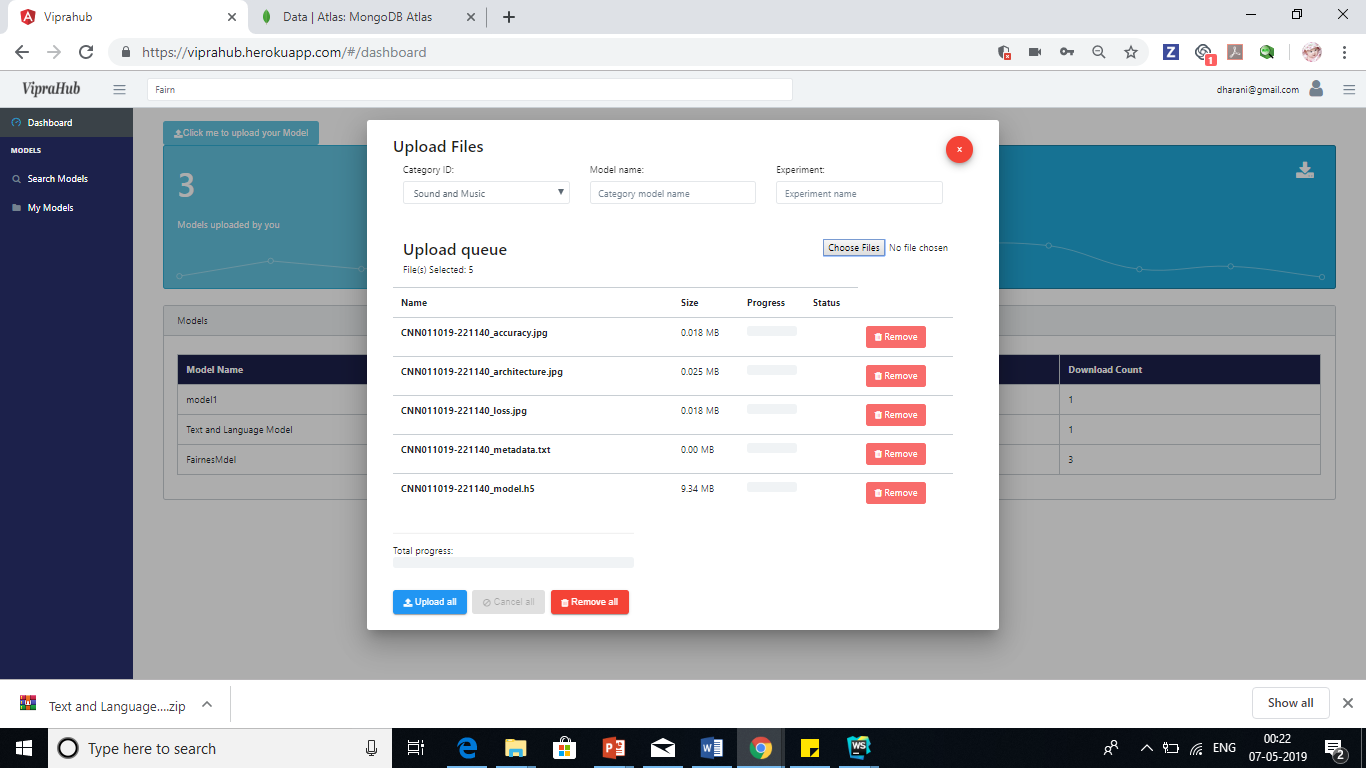 Viprahub
Data | Atlas: MongoDB Atlas
https://viprahub.herokuapp.com/#/dashboard
Z
1
VipraHub
Fairn
dharani@gmail.com
Dashboard
MODELS
Search Models
My Models
Click me to upload your Model
3
Models uploaded by you
Models
Model Name
Download Count
model1
1
Text and Language Model
1
FairnesMdel
3
Upload Files
x
Category ID:
Model name:
Experiment:
Sound and Music
Category model name
Experiment name
Upload queue
Choose Files No file chosen
File(s) Selected: 5
Name Size Progress Status
CNN011019-221140_accuracy.jpg 0.018 MB Remove
CNN011019-221140_architecture.jpg 0.025 MB Remove
CNN011019-221140_loss.jpg 0.018 MB Remove
CNN011019-221140_metadata.txt 0.00 MB Remove
CNN011019-221140_model.h5 9.34 MB Remove
Total progress:
Upload all Cancel all Remove all
Text and Language....zip
Show all
Type here to search
WS
ENG
00:22
07-05-2019
2